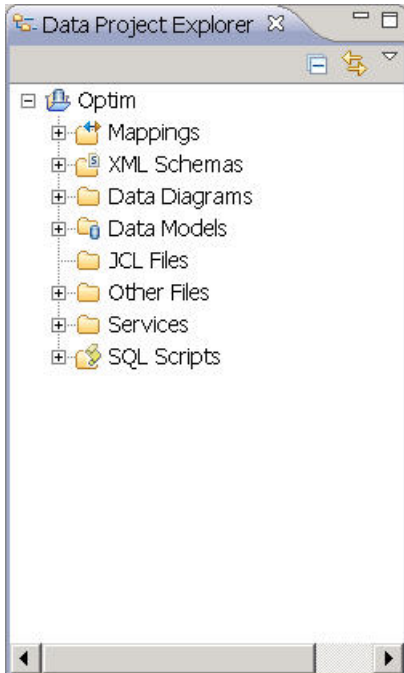 Data Project Explorer
Optim
Mappings
XML Schemas
Data Diagrams
Data Models
JCL Files
Other Files
Services
SQL Scripts